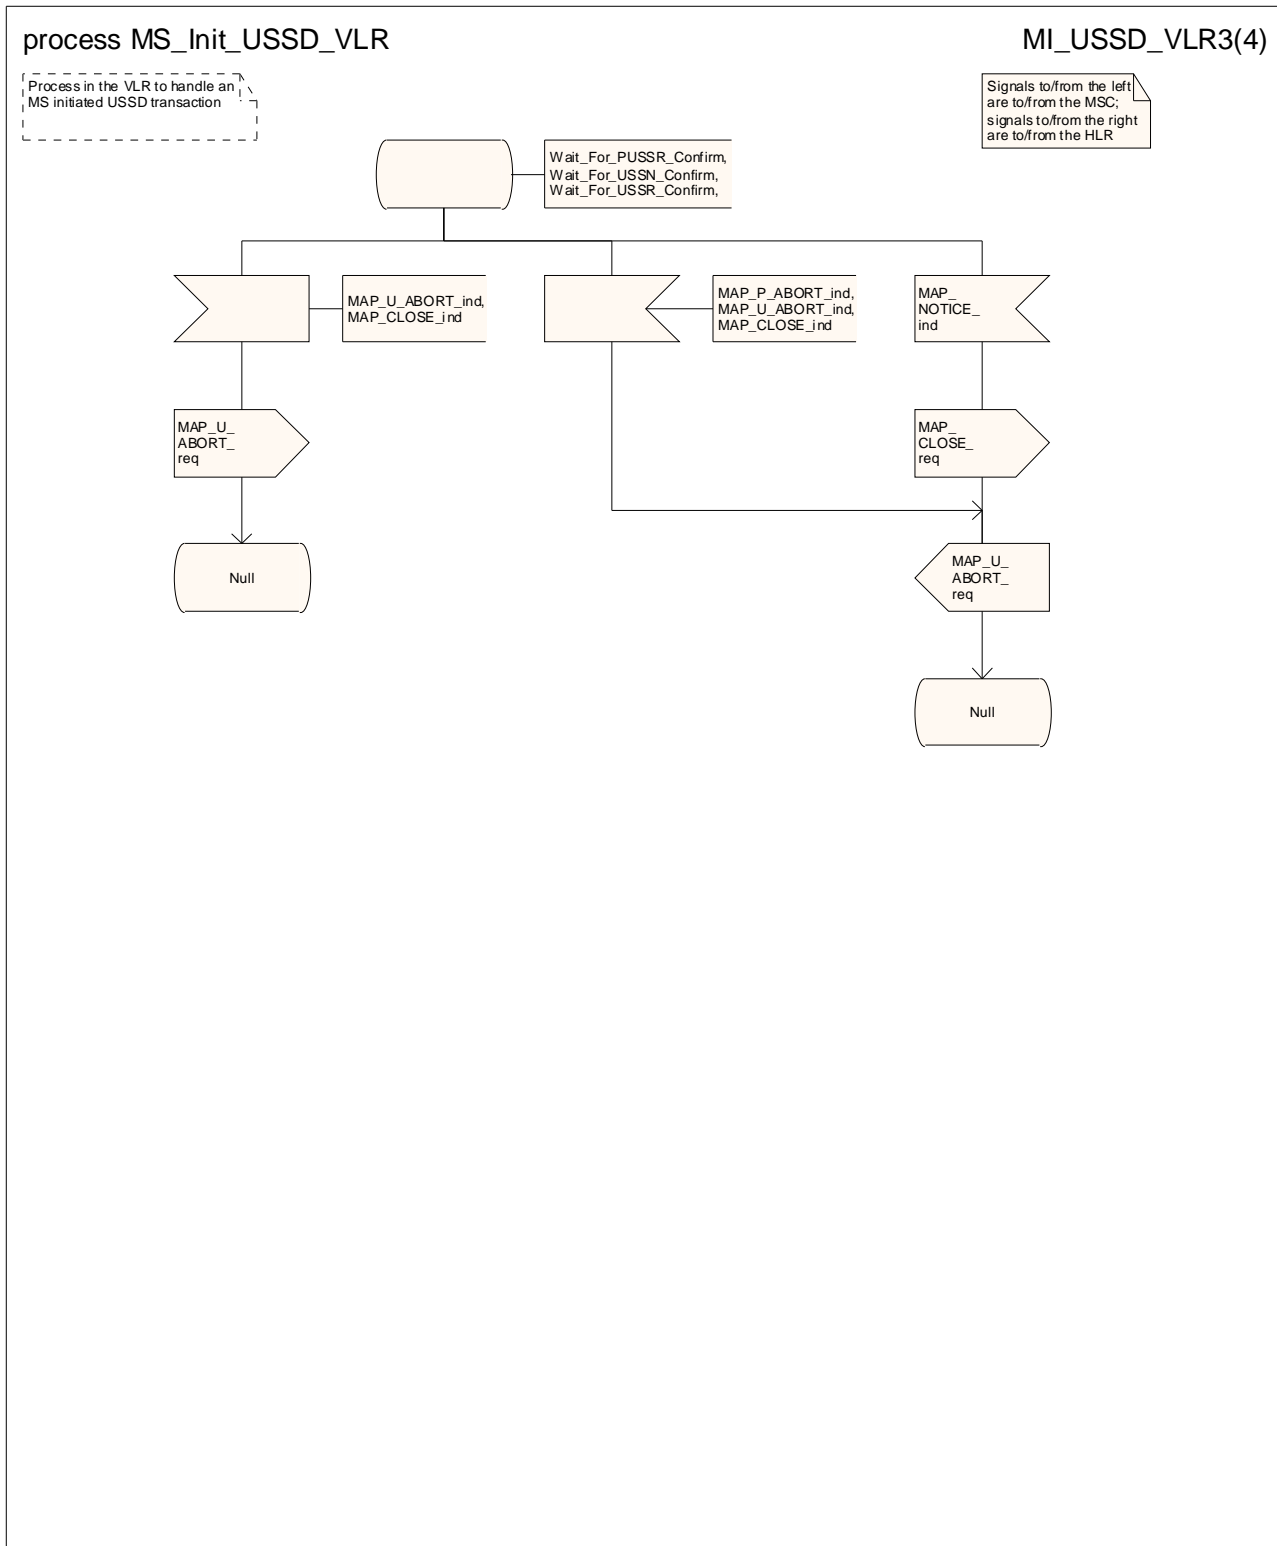 process MS_Init_USSD_VLR
MI_USSD_VLR3(4)
Process in the VLR to handle an
MS initiated USSD transaction
Signals to/from the left
are to/from the MSC;
signals to/from the right
are to/from the HLR
Wait_For_PUSSR_Confirm,
Wait_For_USSN_Confirm,
Wait_For_USSR_Confirm,
MAP_U_ABORT_ind,
MAP_CLOSE_ind
MAP_P_ABORT_ind,
MAP_U_ABORT_ind,
MAP_CLOSE_ind
MAP_
NOTICE_
ind
MAP_U_
ABORT_
req
MAP_
CLOSE_
req
Null
MAP_U_
ABORT_
req
Null